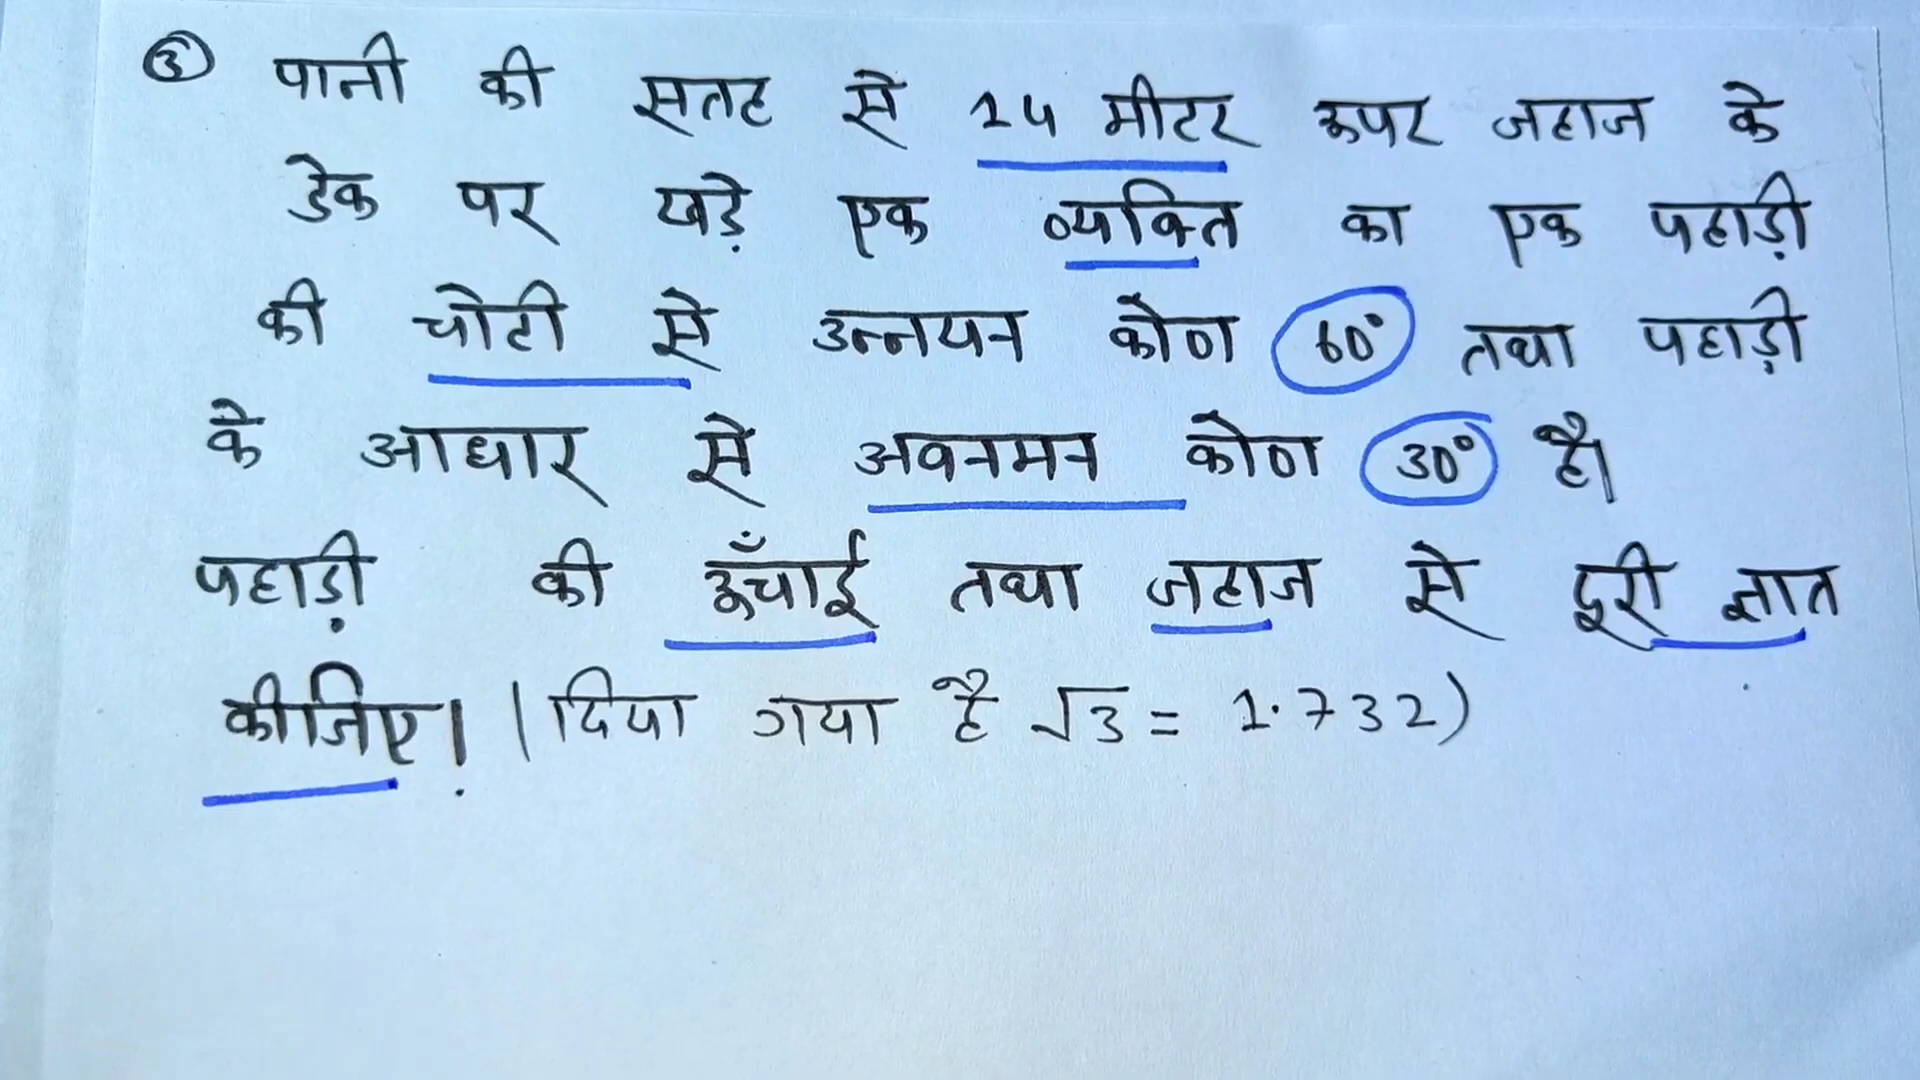 ③ पानी की सतह से 14 मीटर ऊपर जहाज के
डेक पर खड़े एक व्यक्ति का एक पहाड़ी
की चोटी से उन्नयन कोण 60° तथा पहाड़ी
के आधार से अवनमन कोण 30° है।
पहाड़ी की ऊँचाई तथा जहाज से दूरी ज्ञात
कीजिए। (दिया गया है √3 = 1.732)